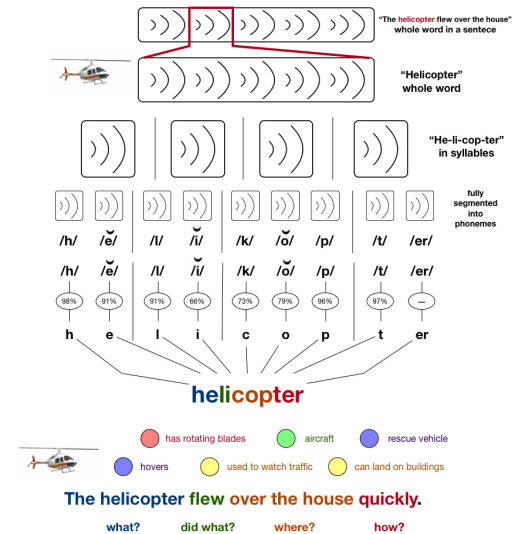 "The helicopter flew over the house"
whole word in a sentece
"Helicopter"
whole word
"He-li-cop-ter"
in syllables
fully
segmented
into
phonemes
/h/ /ĕ/ /l/ /ĭ/ /k/ /ŏ/ /p/ /t/ /er/
/h/ /ĕ/ /l/ /ĭ/ /k/ /ŏ/ /p/ /t/ /er/
98% 91% 91% 66% 73% 79% 96% 97% —
h e l i c o p t er
helicopter
has rotating blades aircraft rescue vehicle
hovers used to watch traffic can land on buildings
The helicopter flew over the house quickly.
what? did what? where? how?